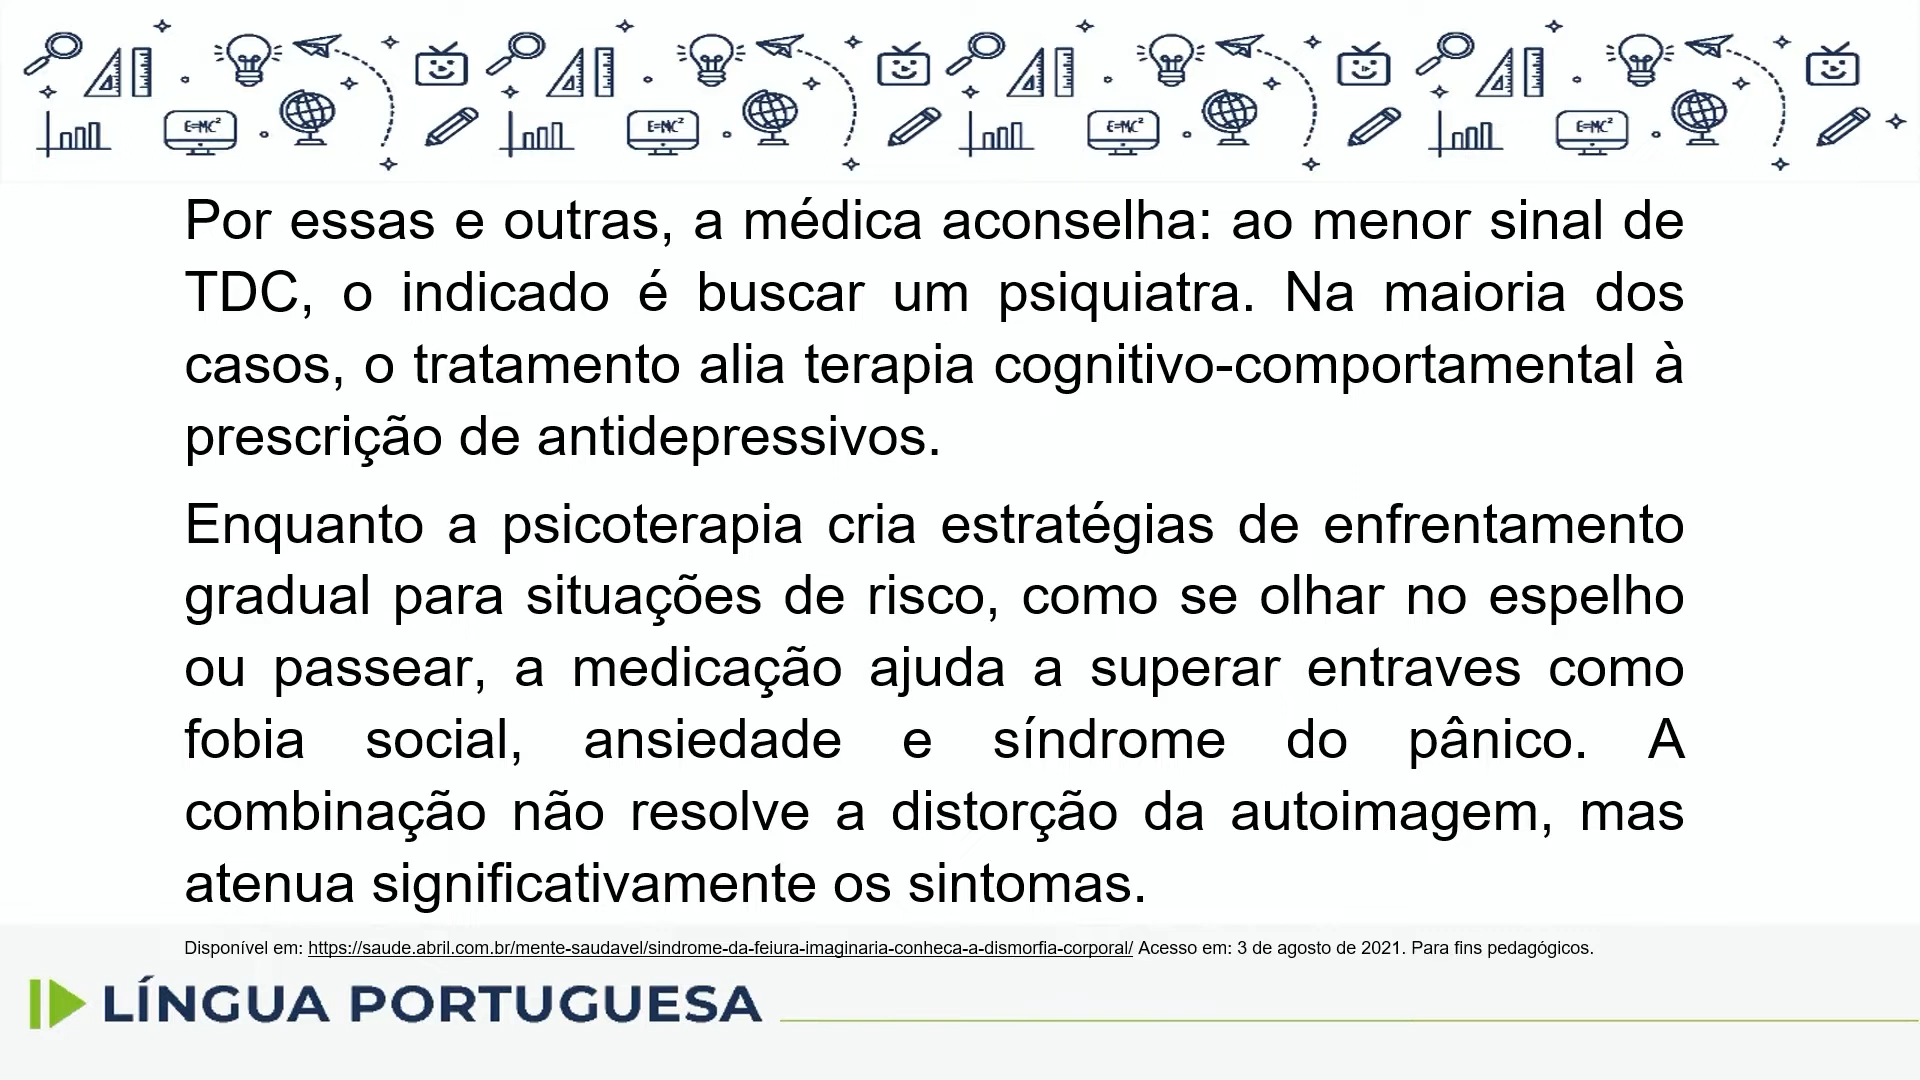 E=MC² E=MC² E=MC² E=MC²
Por essas e outras, a médica aconselha: ao menor sinal de
TDC, o indicado é buscar um psiquiatra. Na maioria dos
casos, o tratamento alia terapia cognitivo-comportamental à
prescrição de antidepressivos.
Enquanto a psicoterapia cria estratégias de enfrentamento
gradual para situações de risco, como se olhar no espelho
ou passear, a medicação ajuda a superar entraves como
fobia social, ansiedade e síndrome do pânico. A
combinação não resolve a distorção da autoimagem, mas
atenua significativamente os sintomas.
Disponível em: https://saude.abril.com.br/mente-saudavel/sindrome-da-feiura-imaginaria-conheca-a-dismorfia-corporal/ Acesso em: 3 de agosto de 2021. Para fins pedagógicos.
LÍNGUA PORTUGUESA